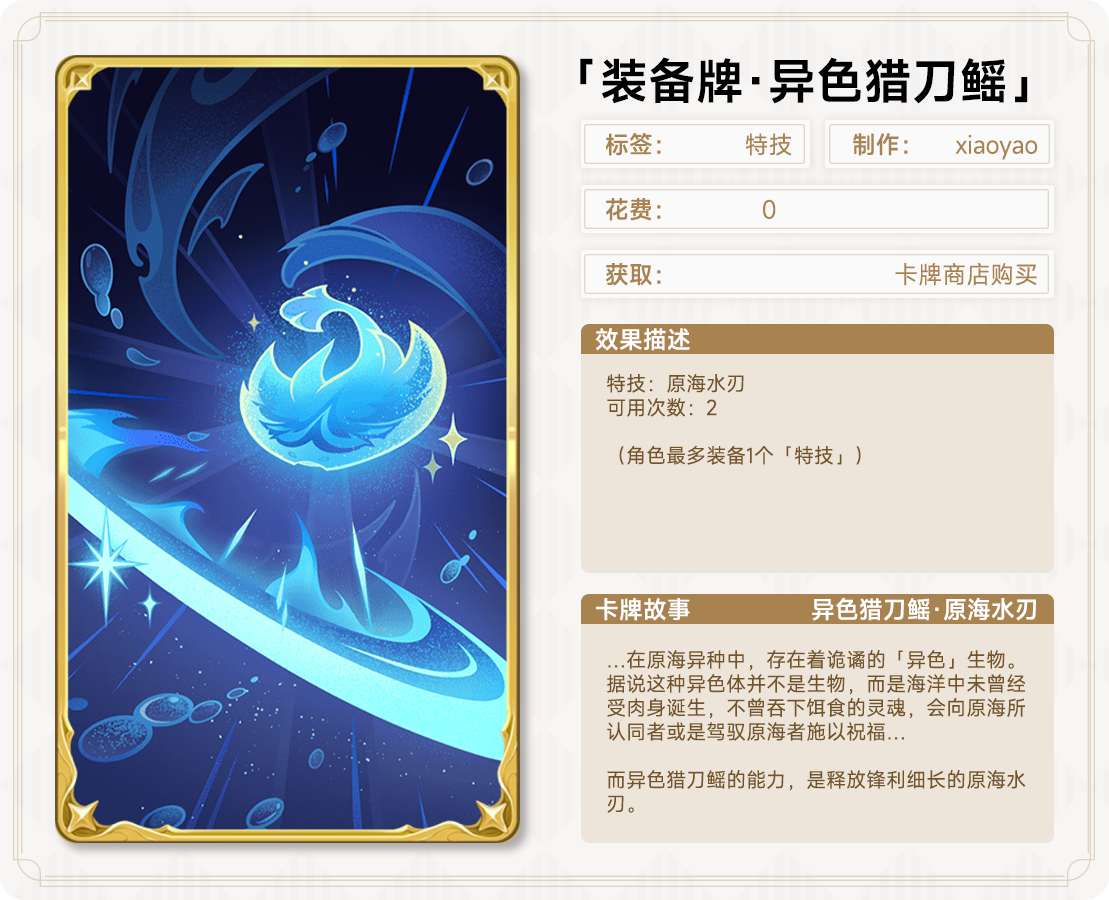 「装备牌·异色猎刀鳐」
标签： 特技 制作： xiaoyao
花费： 0
获取： 卡牌商店购买
效果描述
特技：原海水刃
可用次数：2
（角色最多装备1个「特技」）
卡牌故事 异色猎刀鳐·原海水刃
...在原海异种中，存在着诡谲的「异色」生物。
据说这种异色体并不是生物，而是海洋中未曾经
受肉身诞生，不曾吞下饵食的灵魂，会向原海所
认同者或是驾驭原海者施以祝福...
而异色猎刀鳐的能力，是释放锋利细长的原海水
刃。